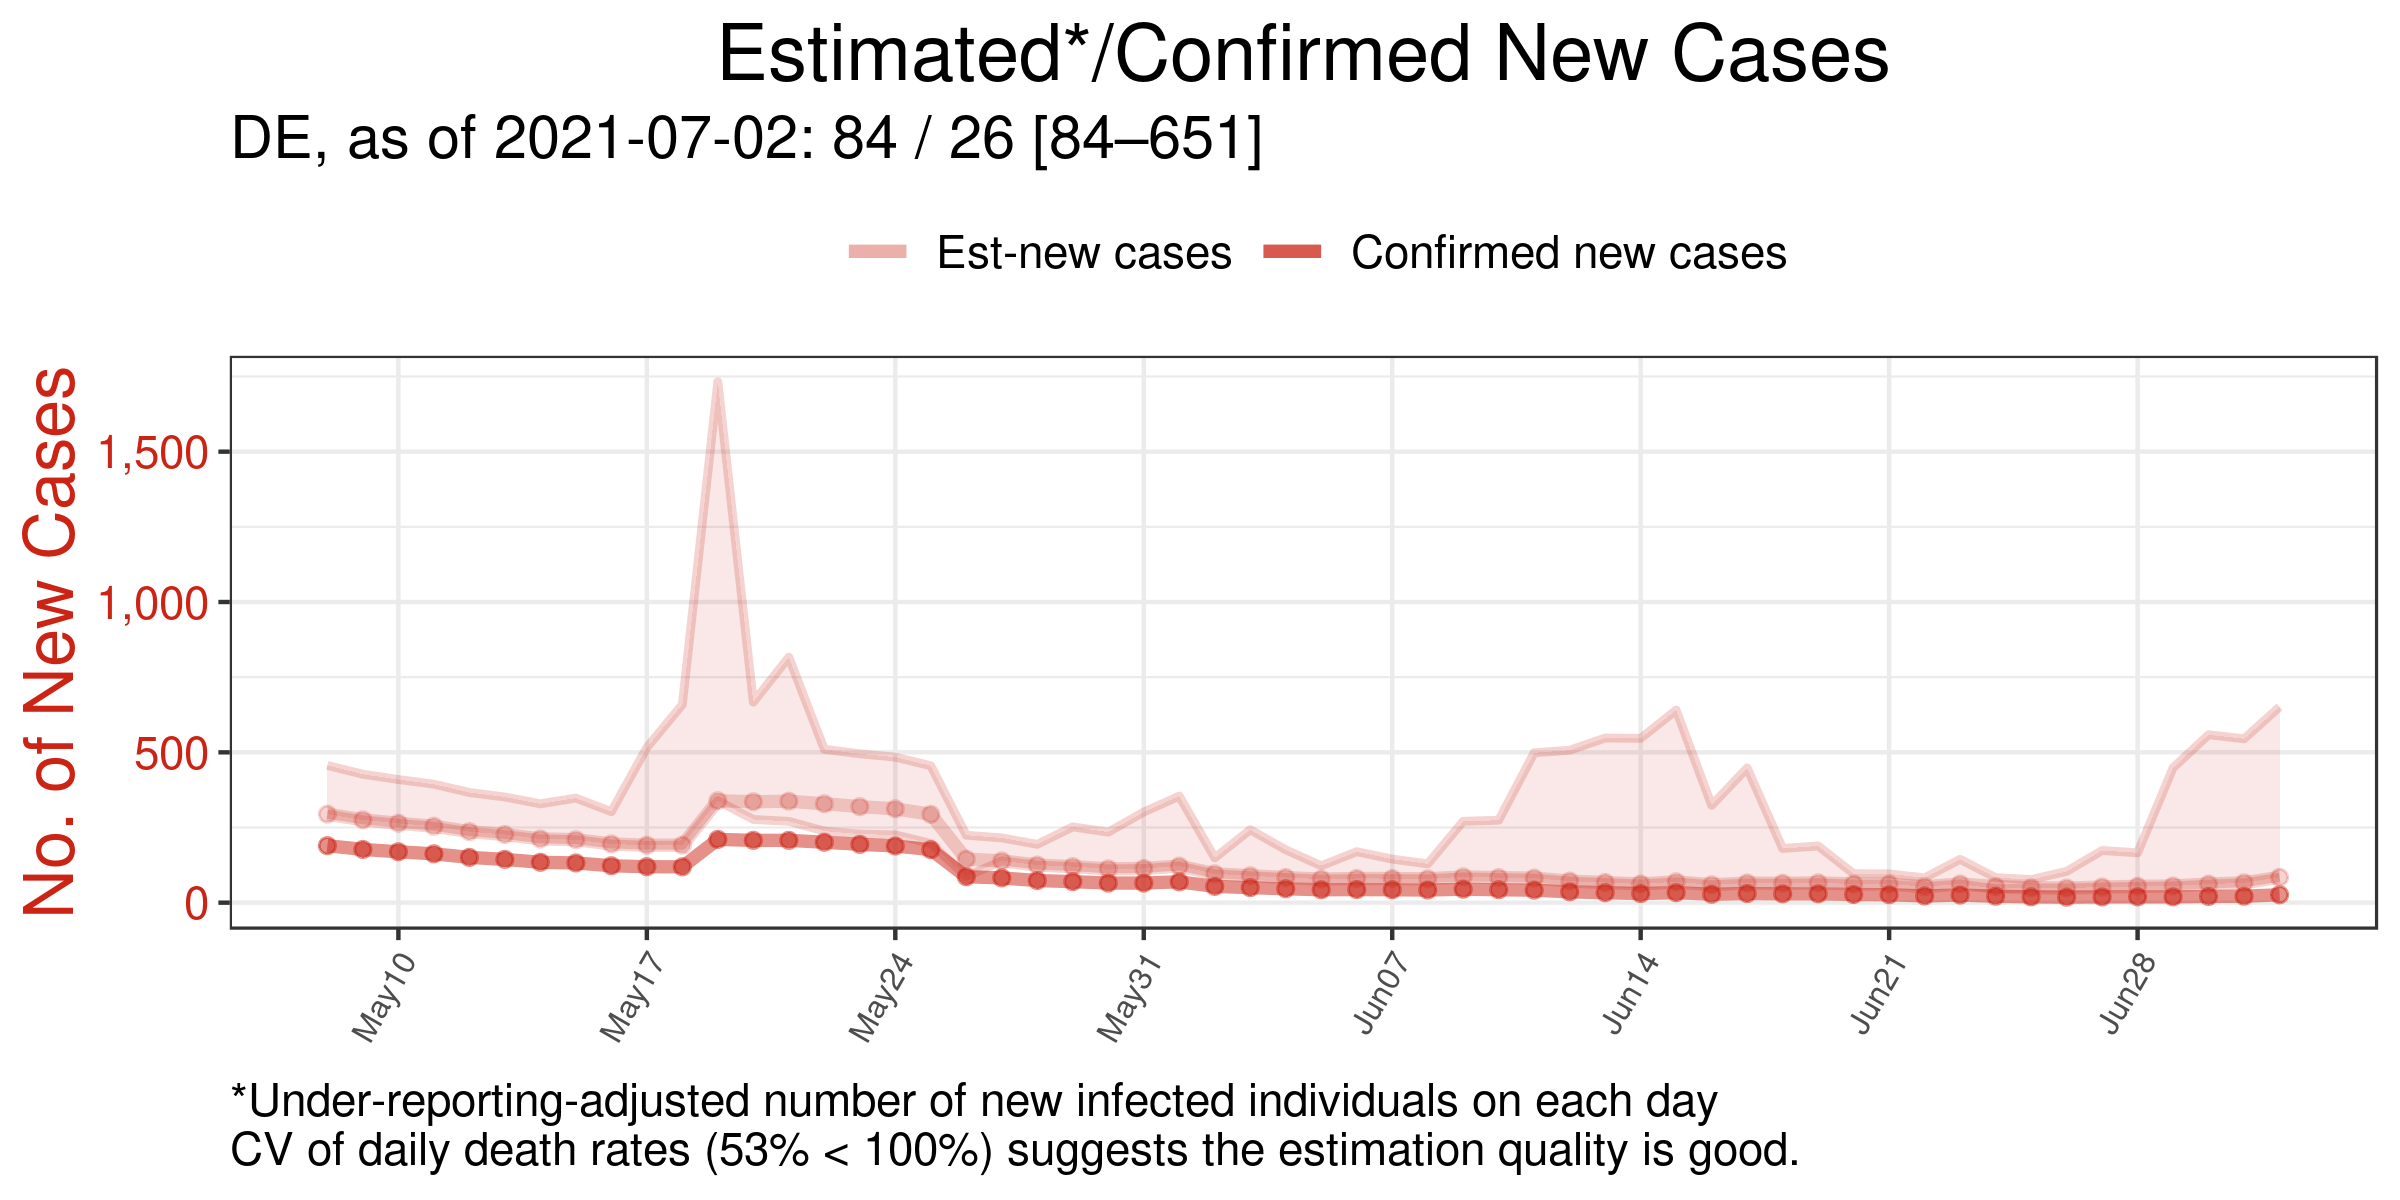 Estimated*/Confirmed New Cases
DE, as of 2021-07-02: 84 / 26 [84–651]
Est-new cases Confirmed new cases
No. of New Cases
1,500
1,000
500
0
May10 May17 May24 May31 Jun07 Jun14 Jun21 Jun28
*Under-reporting-adjusted number of new infected individuals on each day
CV of daily death rates (53% < 100%) suggests the estimation quality is good.